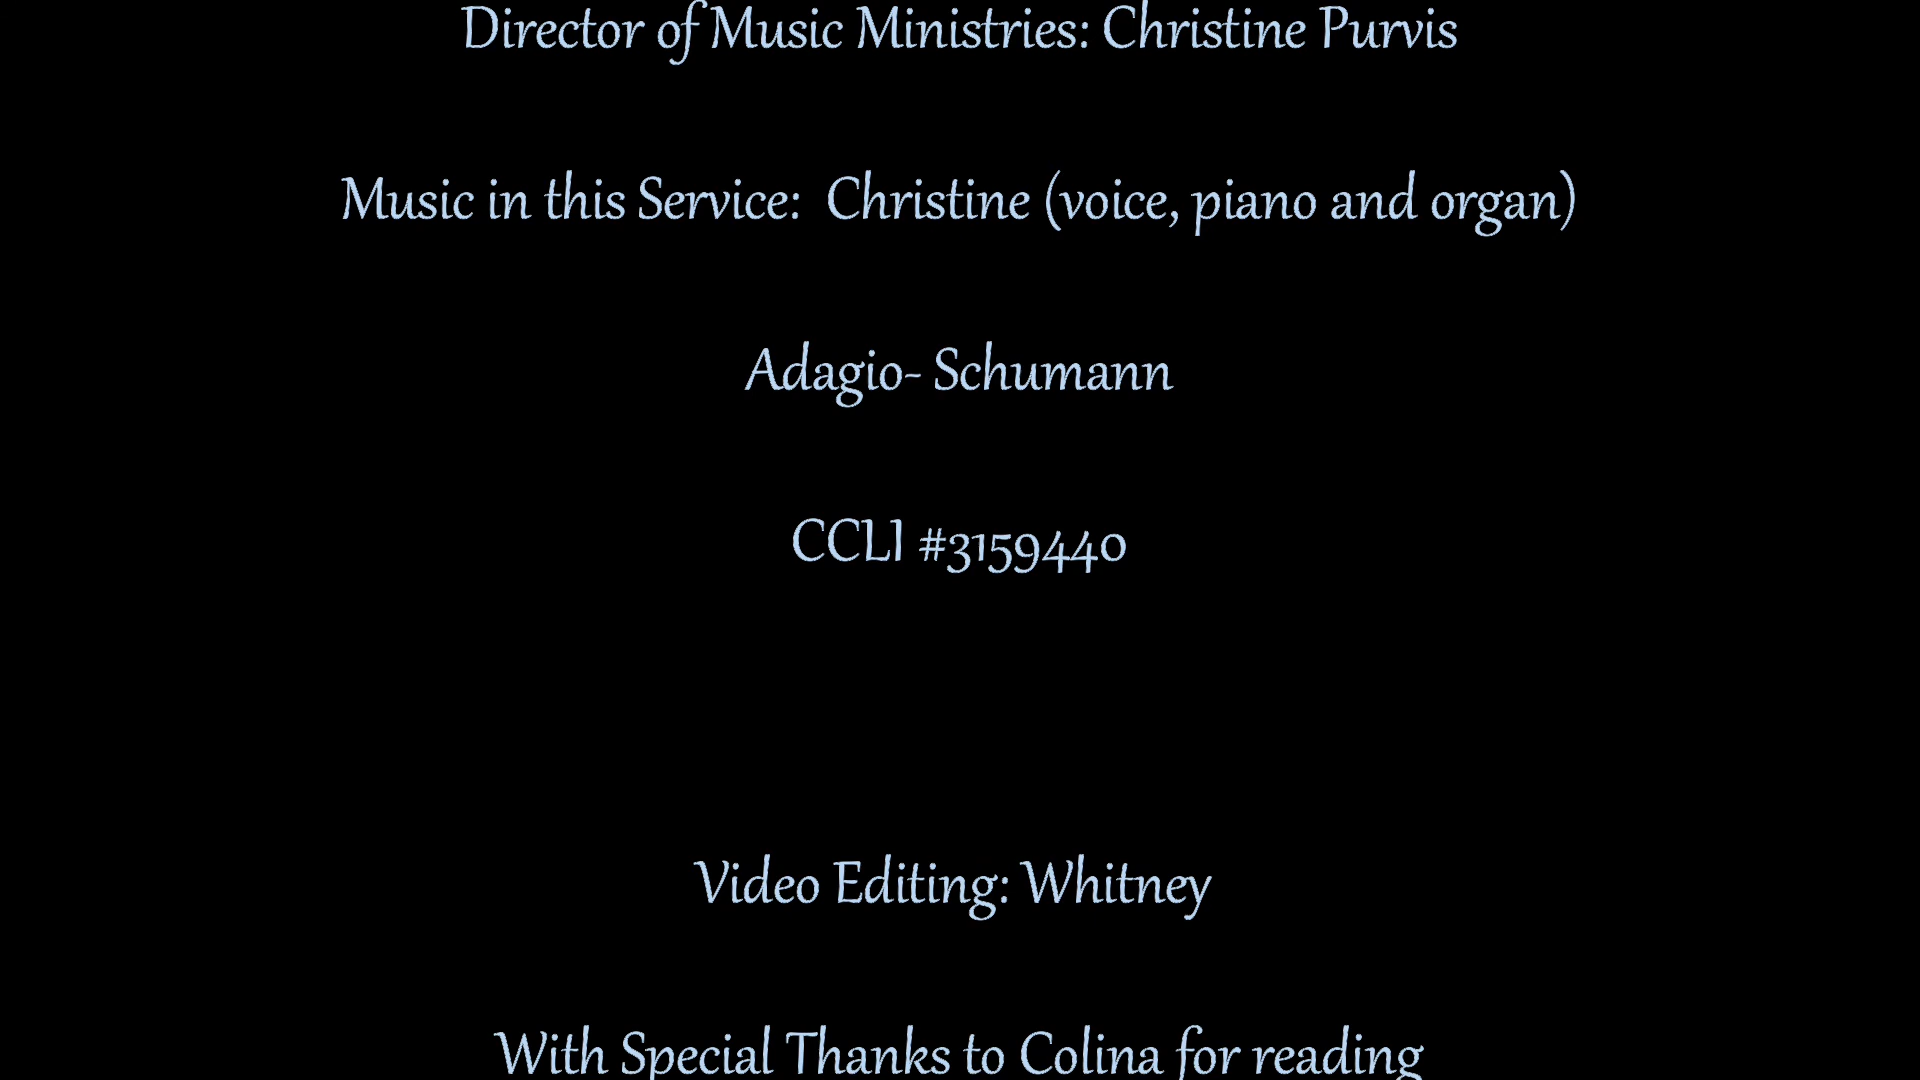 Director of Music Ministries: Christine Purvis
Music in this Service:  Christine (voice, piano and organ)
Adagio- Schumann
CCLI #3159440
Video Editing: Whitney
With Special Thanks to Colina for reading